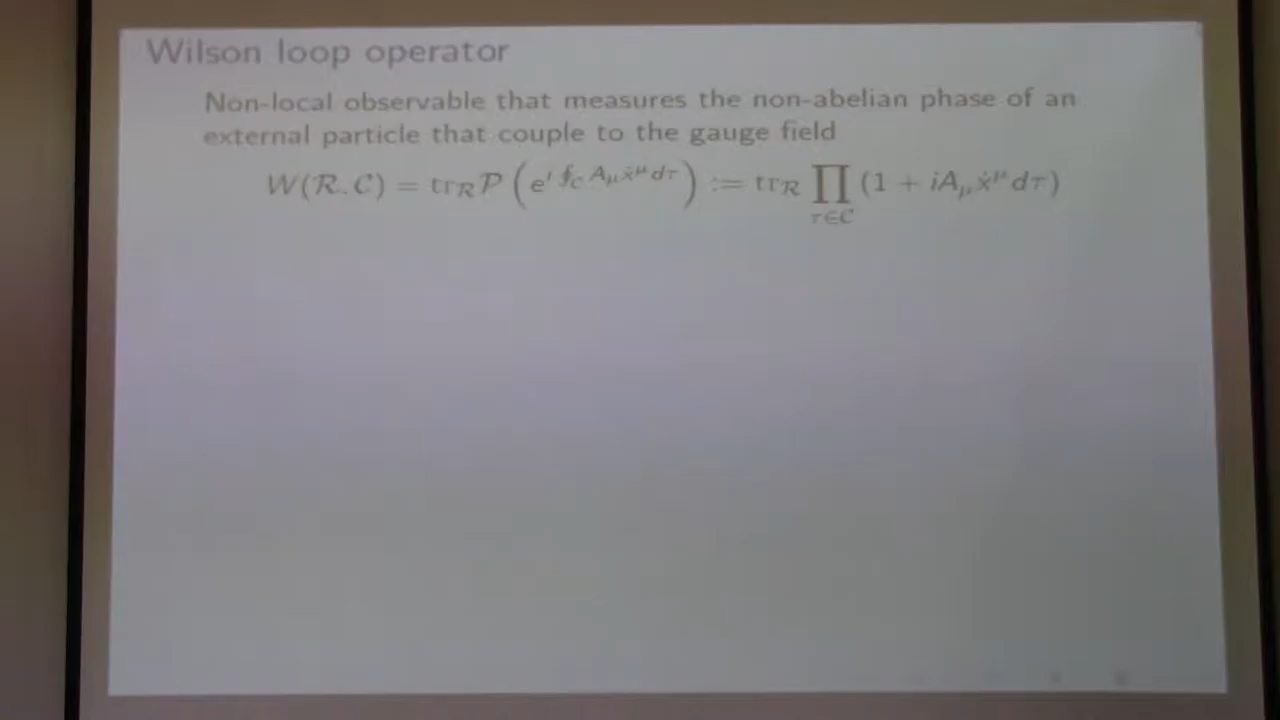 Wilson loop operator
Non-local observable that measures the non-abelian phase of an
external particle that couple to the gauge field
W(ℛ, 𝒞) = tr_ℛ 𝒫 (e^{i ∮_𝒞 A_μ ẋ^μ dτ}) := tr_ℛ ∏_{τ∈𝒞} (1 + iA_μ ẋ^μ dτ)